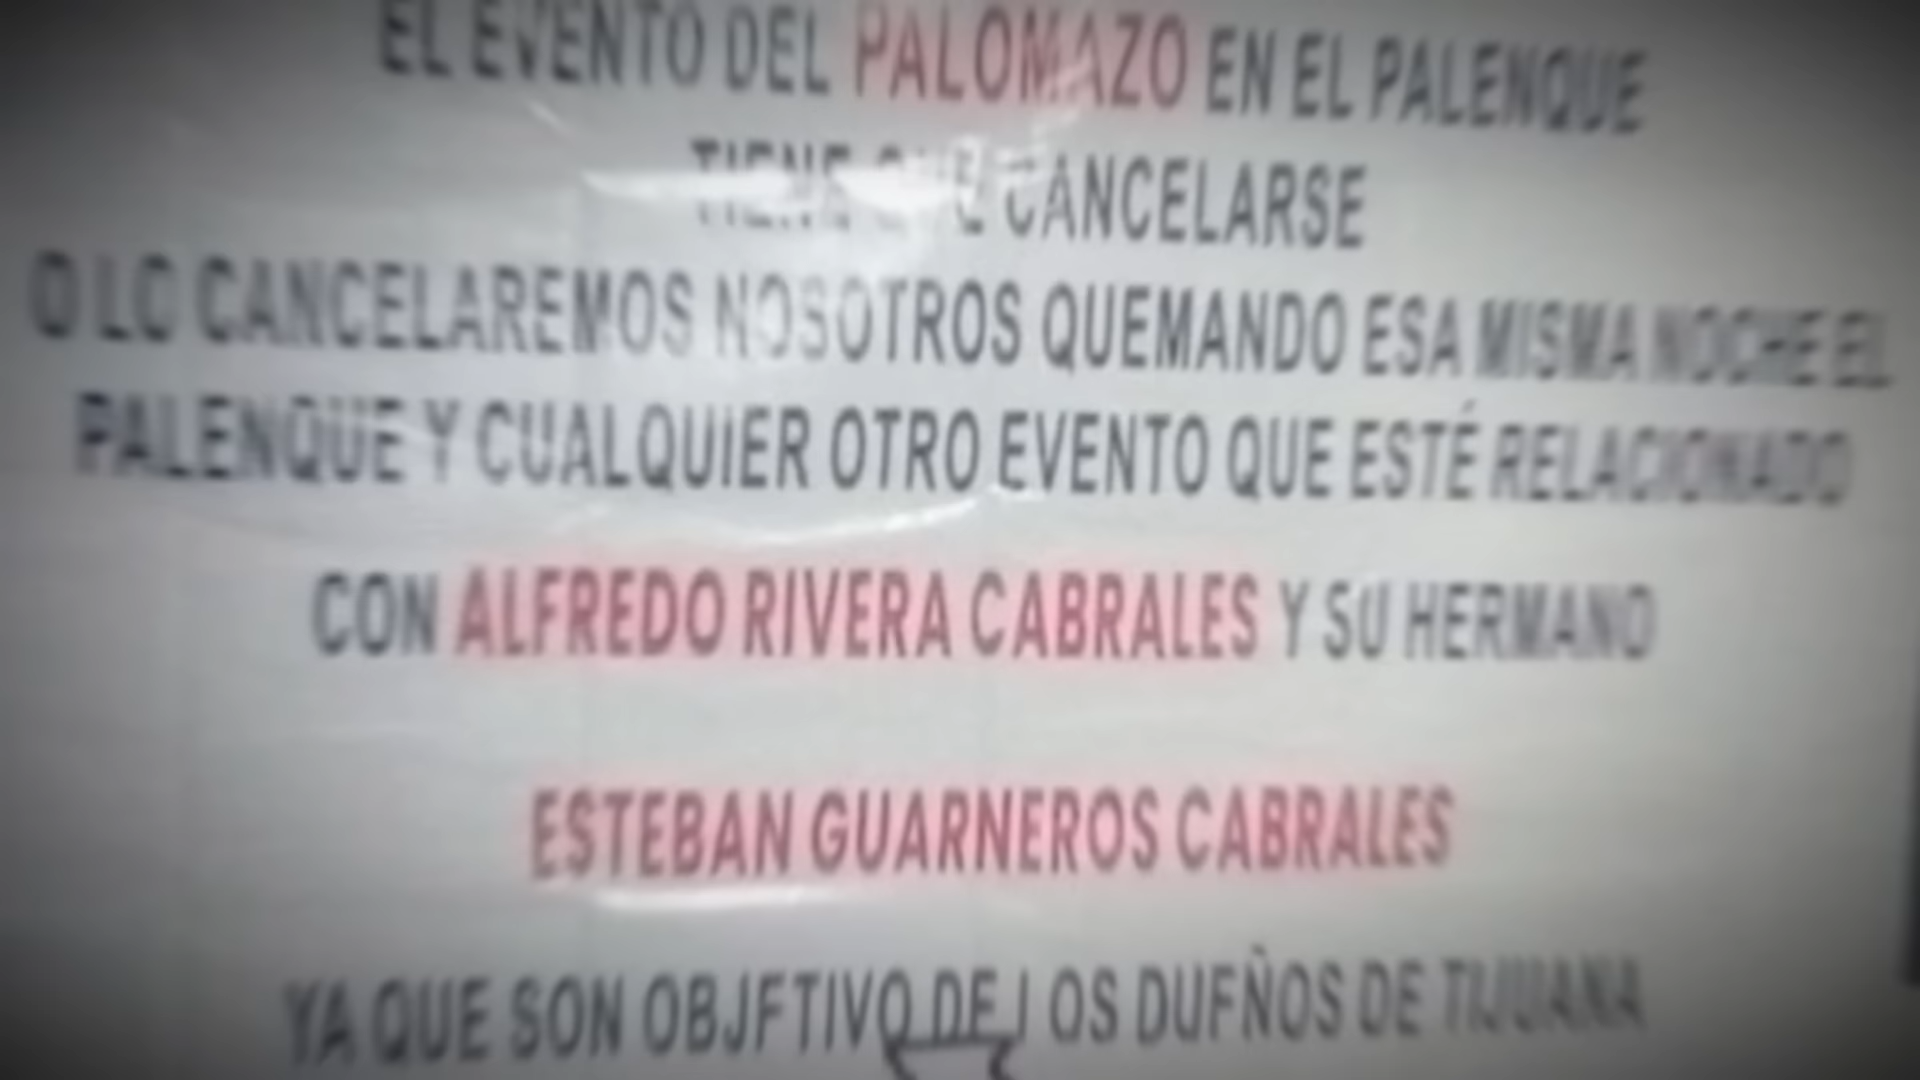 EL EVENTO DEL PALOMAZO EN EL PALENQUE
TIENE QUE CANCELARSE
O LO CANCELAREMOS NOSOTROS QUEMANDO ESA MISMA NOCHE EL
PALENQUE Y CUALQUIER OTRO EVENTO QUE ESTÉ RELACIONADO
CON ALFREDO RIVERA CABRALES Y SU HERMANO
ESTEBAN GUARNEROS CABRALES
YA QUE SON OBJETIVO DE LOS DUEÑOS DE TIJUANA